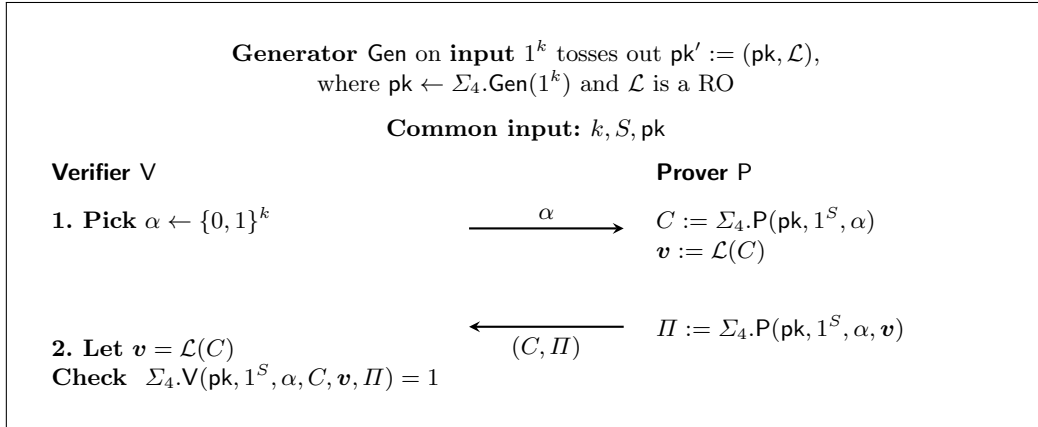 Generator Gen on input 1^k tosses out pk′ := (pk, ℒ),
where pk ← Σ₄.Gen(1^k) and ℒ is a RO
Common input: k, S, pk
Verifier V
Prover P
1. Pick α ← {0, 1}^k
α
C := Σ₄.P(pk, 1^S, α)
v := ℒ(C)
Π := Σ₄.P(pk, 1^S, α, v)
(C, Π)
2. Let v = ℒ(C)
Check Σ₄.V(pk, 1^S, α, C, v, Π) = 1